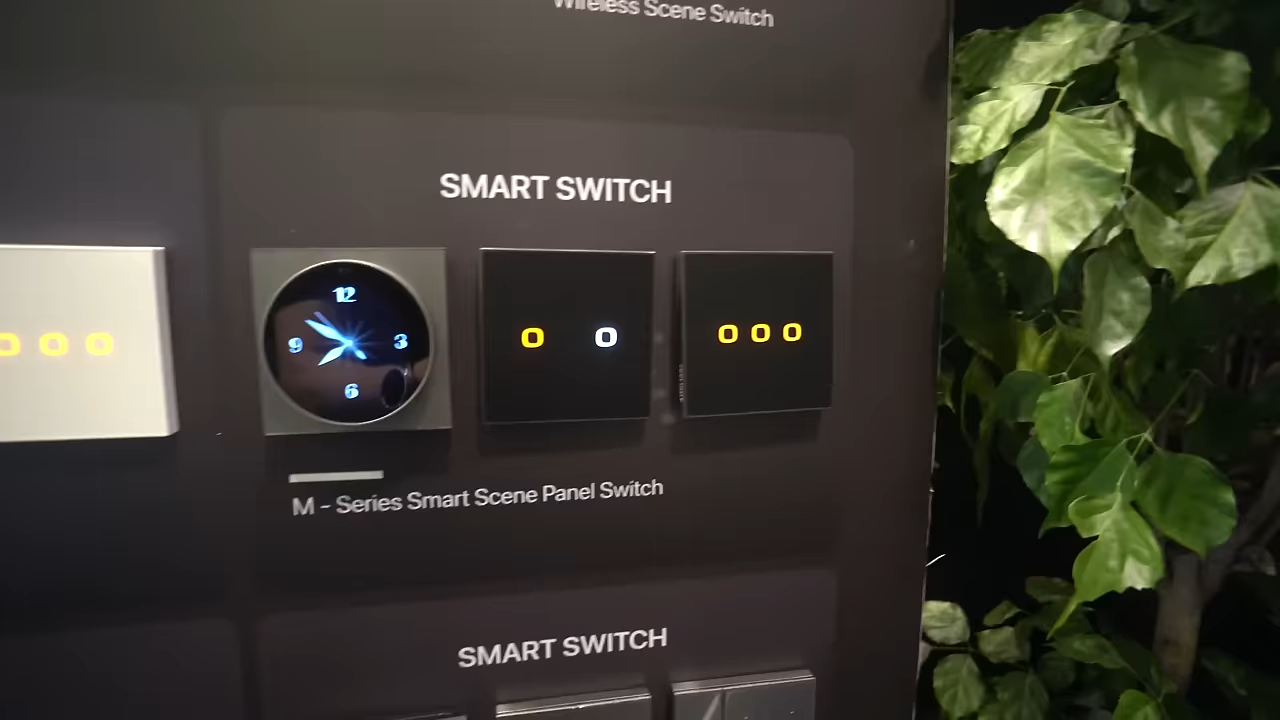 Wireless Scene Switch
SMART SWITCH
12
9 3
6
M - Series Smart Scene Panel Switch
SMART SWITCH